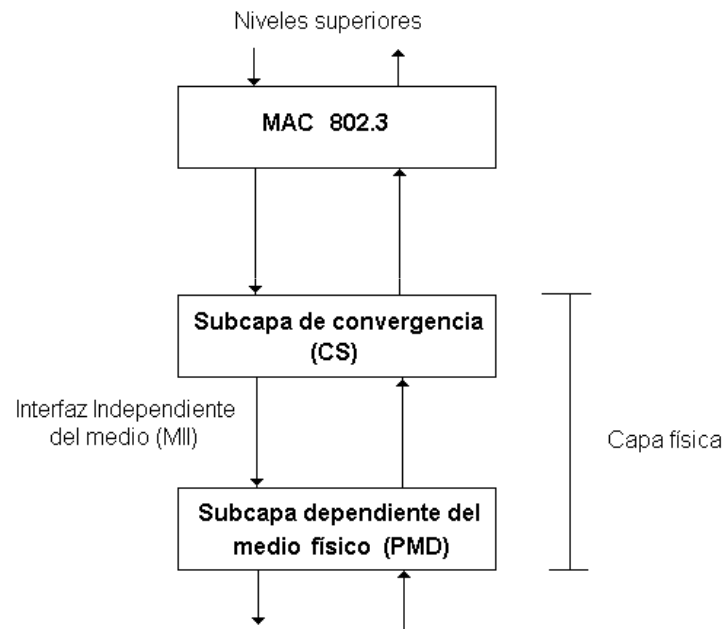 Niveles superiores
MAC 802.3
Subcapa de convergencia
(CS)
Interfaz Independiente
del medio (MII)
Capa física
Subcapa dependiente del
medio físico (PMD)